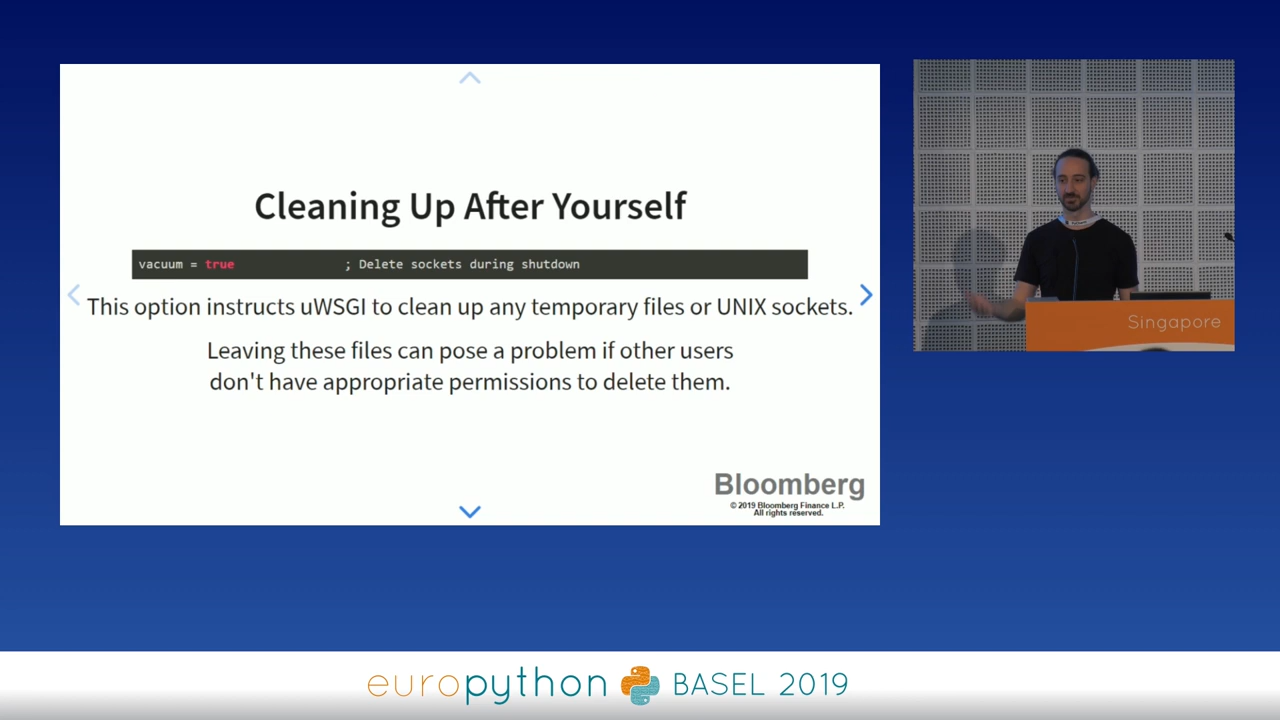 Cleaning Up After Yourself
vacuum = true ; Delete sockets during shutdown
This option instructs uWSGI to clean up any temporary files or UNIX sockets.
Leaving these files can pose a problem if other users
don't have appropriate permissions to delete them.
Bloomberg
© 2019 Bloomberg Finance L.P.
All rights reserved.
Singapore
europython BASEL 2019